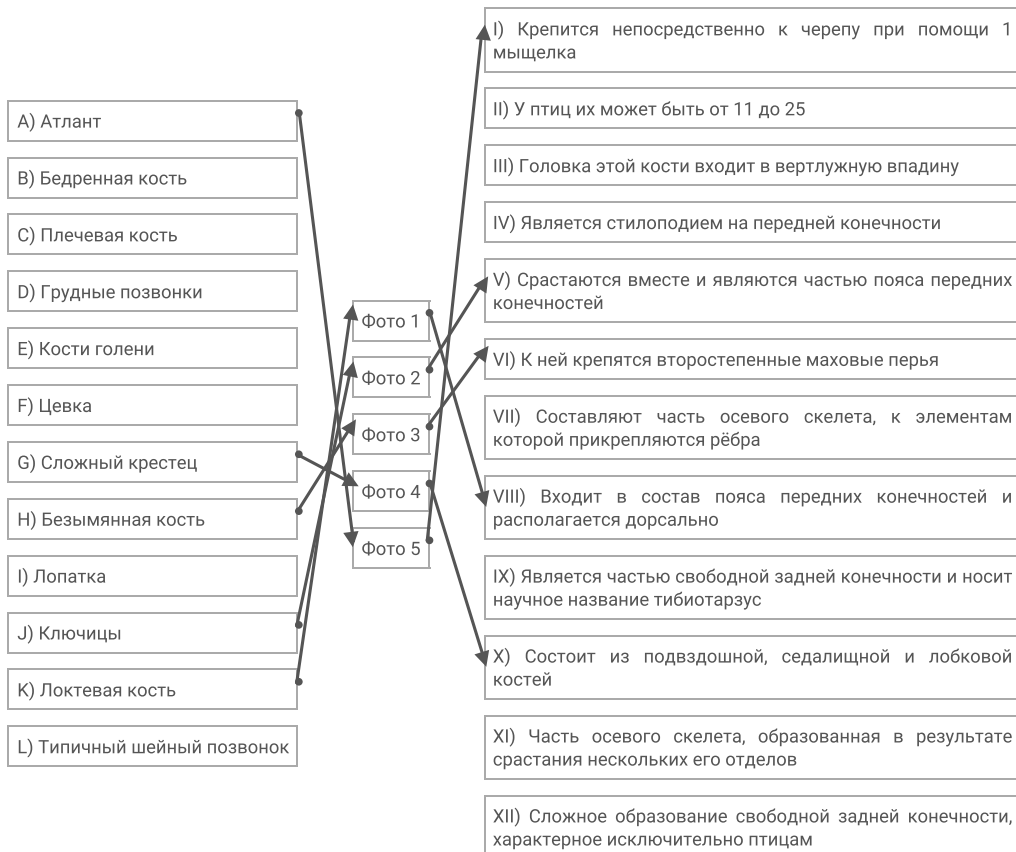 A) Атлант
B) Бедренная кость
C) Плечевая кость
D) Грудные позвонки
E) Кости голени
F) Цевка
G) Сложный крестец
H) Безымянная кость
I) Лопатка
J) Ключицы
K) Локтевая кость
L) Типичный шейный позвонок
Фото 1
Фото 2
Фото 3
Фото 4
Фото 5
I) Крепится непосредственно к черепу при помощи 1
мыщелка
II) У птиц их может быть от 11 до 25
III) Головка этой кости входит в вертлужную впадину
IV) Является стилоподием на передней конечности
V) Срастаются вместе и являются частью пояса передних
конечностей
VI) К ней крепятся второстепенные маховые перья
VII) Составляют часть осевого скелета, к элементам
которой прикрепляются рёбра
VIII) Входит в состав пояса передних конечностей и
располагается дорсально
IX) Является частью свободной задней конечности и носит
научное название тибиотарзус
X) Состоит из подвздошной, седалищной и лобковой
костей
XI) Часть осевого скелета, образованная в результате
срастания нескольких его отделов
XII) Сложное образование свободной задней конечности,
характерное исключительно птицам